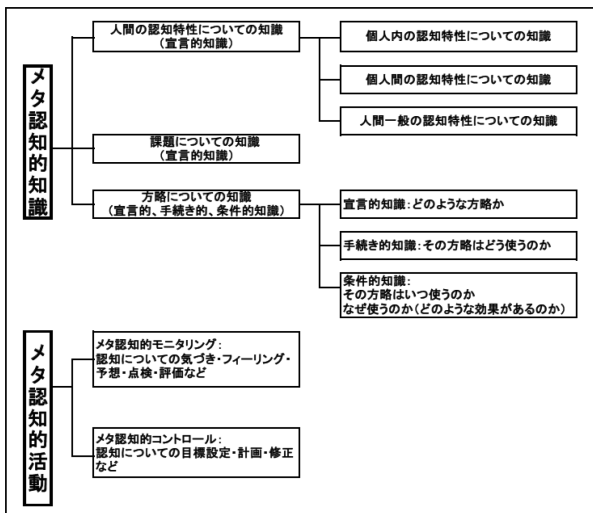 メタ認知的知識
人間の認知特性についての知識
(宣言的知識)
個人内の認知特性についての知識
個人間の認知特性についての知識
人間一般の認知特性についての知識
課題についての知識
(宣言的知識)
方略についての知識
(宣言的、手続き的、条件的知識)
宣言的知識:どのような方略か
手続き的知識:その方略はどう使うのか
条件的知識:
その方略はいつ使うのか
なぜ使うのか(どのような効果があるのか)
メタ認知的活動
メタ認知的モニタリング:
認知についての気づき・フィーリング・
予想・点検・評価など
メタ認知的コントロール:
認知についての目標設定・計画・修正
など